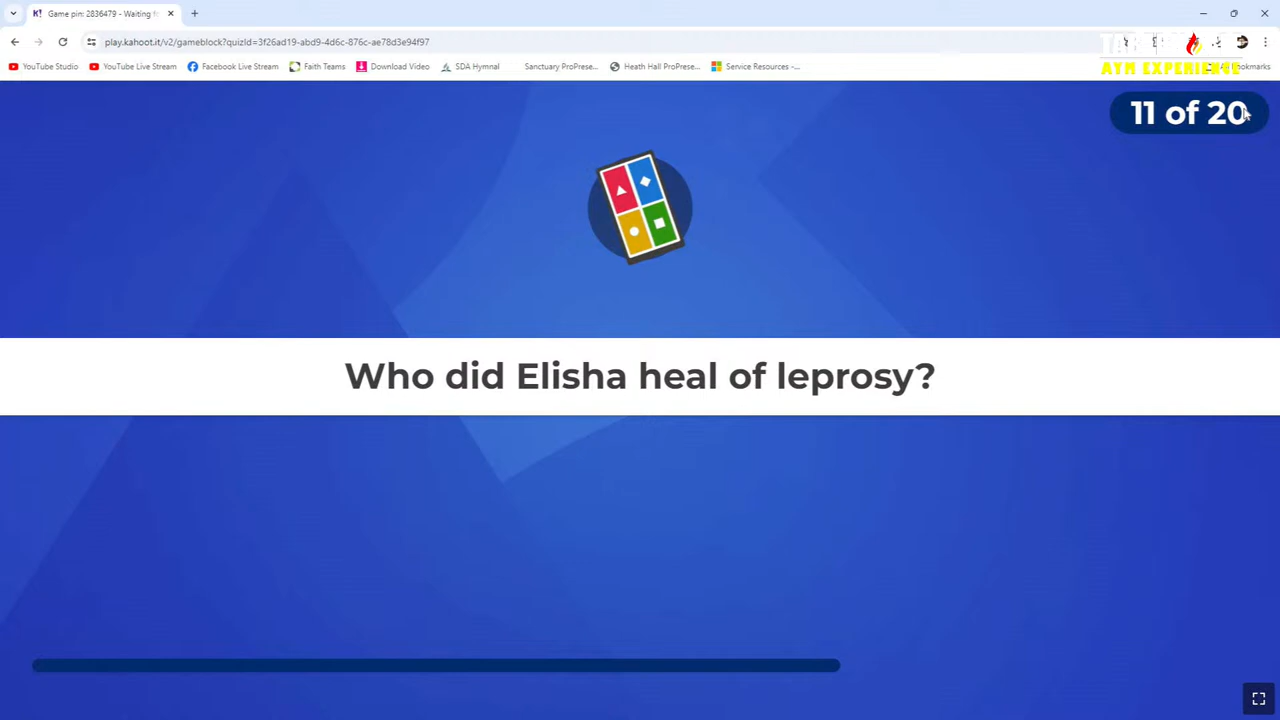 K! Game pin: 2836479 - Waiting fo
play.kahoot.it/v2/gameblock?quizId=3f26ad19-abd9-4d6c-876c-ae78d3e94f97
YouTube Studio YouTube Live Stream Facebook Live Stream Faith Teams Download Video SDA Hymnal Sanctuary ProPrese... Heath Hall ProPrese... Service Resources -...
AYM EXPERIENCE
11 of 20
Who did Elisha heal of leprosy?